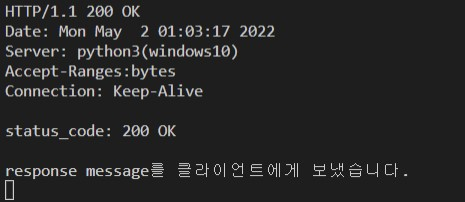 HTTP/1.1 200 OK
Date: Mon May  2 01:03:17 2022
Server: python3(windows10)
Accept-Ranges:bytes
Connection: Keep-Alive
status_code: 200 OK
response message를 클라이언트에게 보냈습니다.